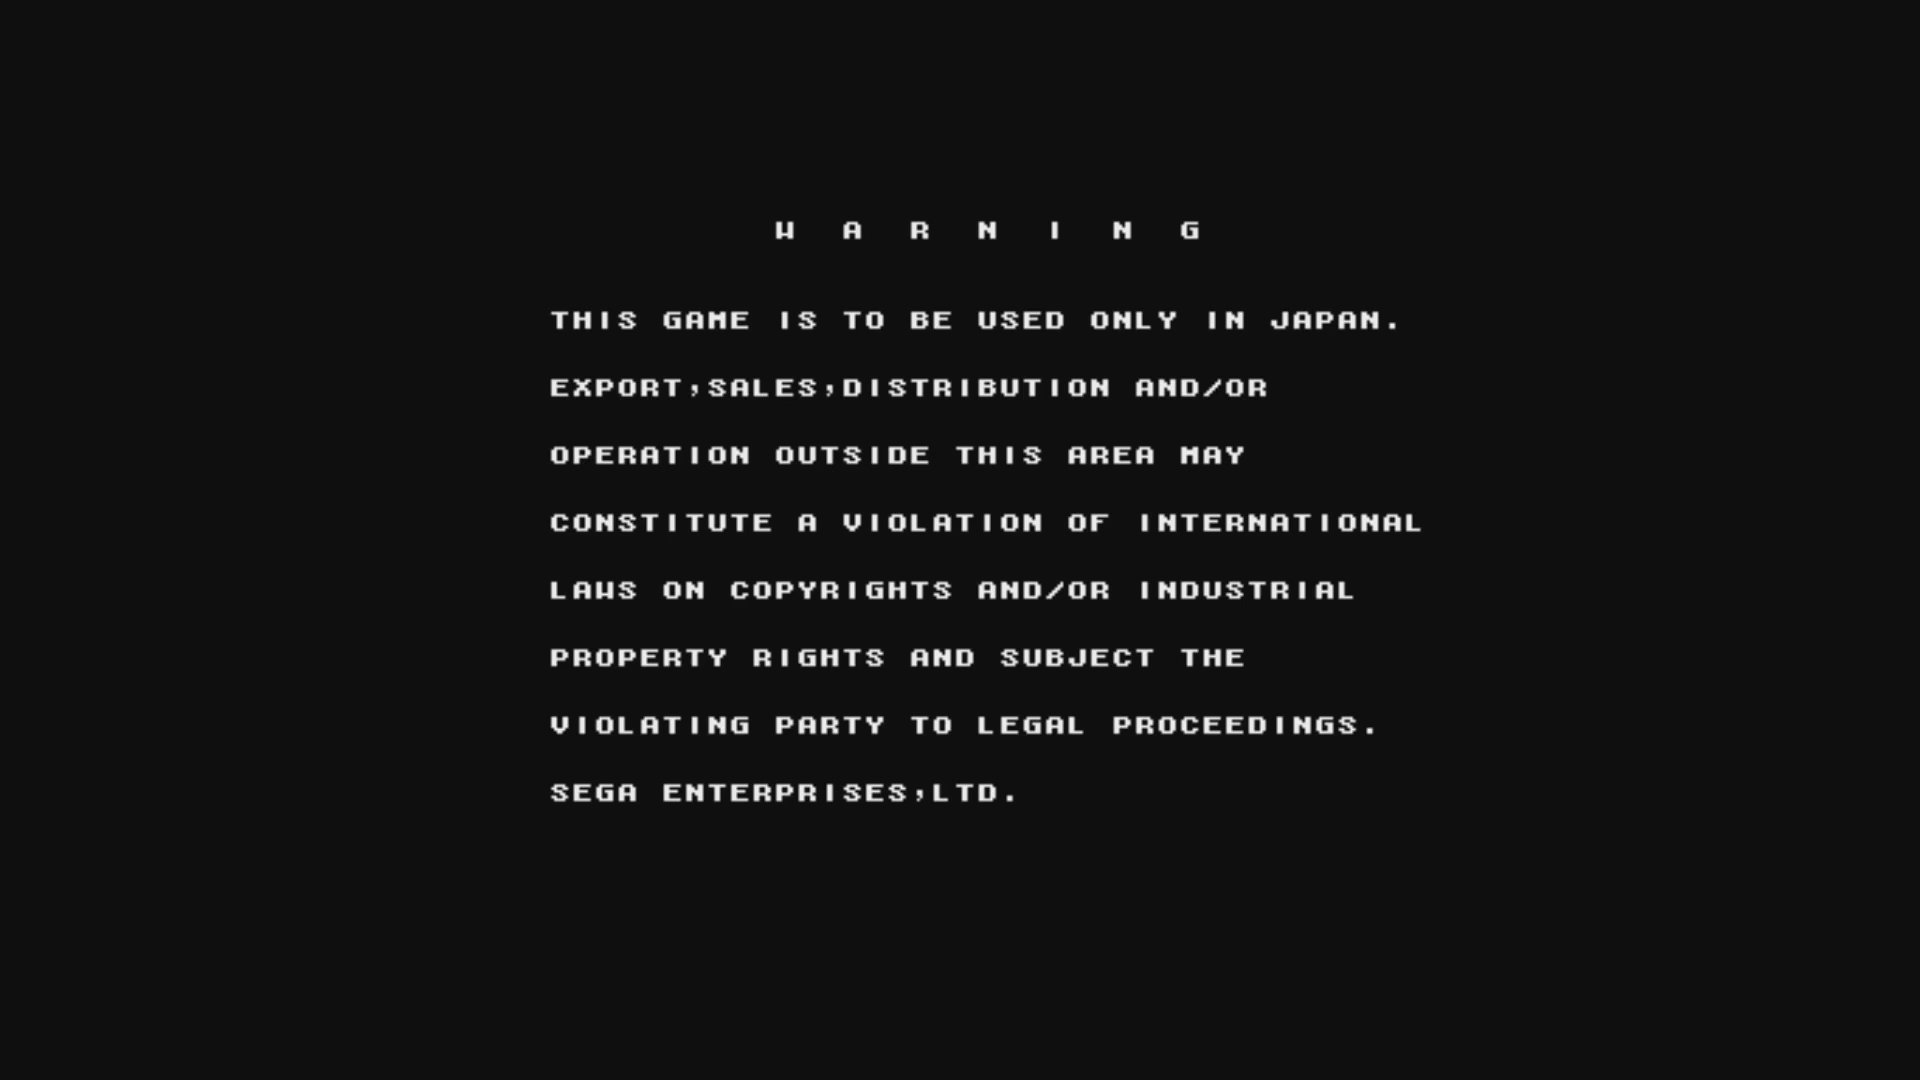 W A R N I N G
THIS GAME IS TO BE USED ONLY IN JAPAN.
EXPORT,SALES,DISTRIBUTION AND/OR
OPERATION OUTSIDE THIS AREA MAY
CONSTITUTE A VIOLATION OF INTERNATIONAL
LAWS ON COPYRIGHTS AND/OR INDUSTRIAL
PROPERTY RIGHTS AND SUBJECT THE
VIOLATING PARTY TO LEGAL PROCEEDINGS.
SEGA ENTERPRISES,LTD.